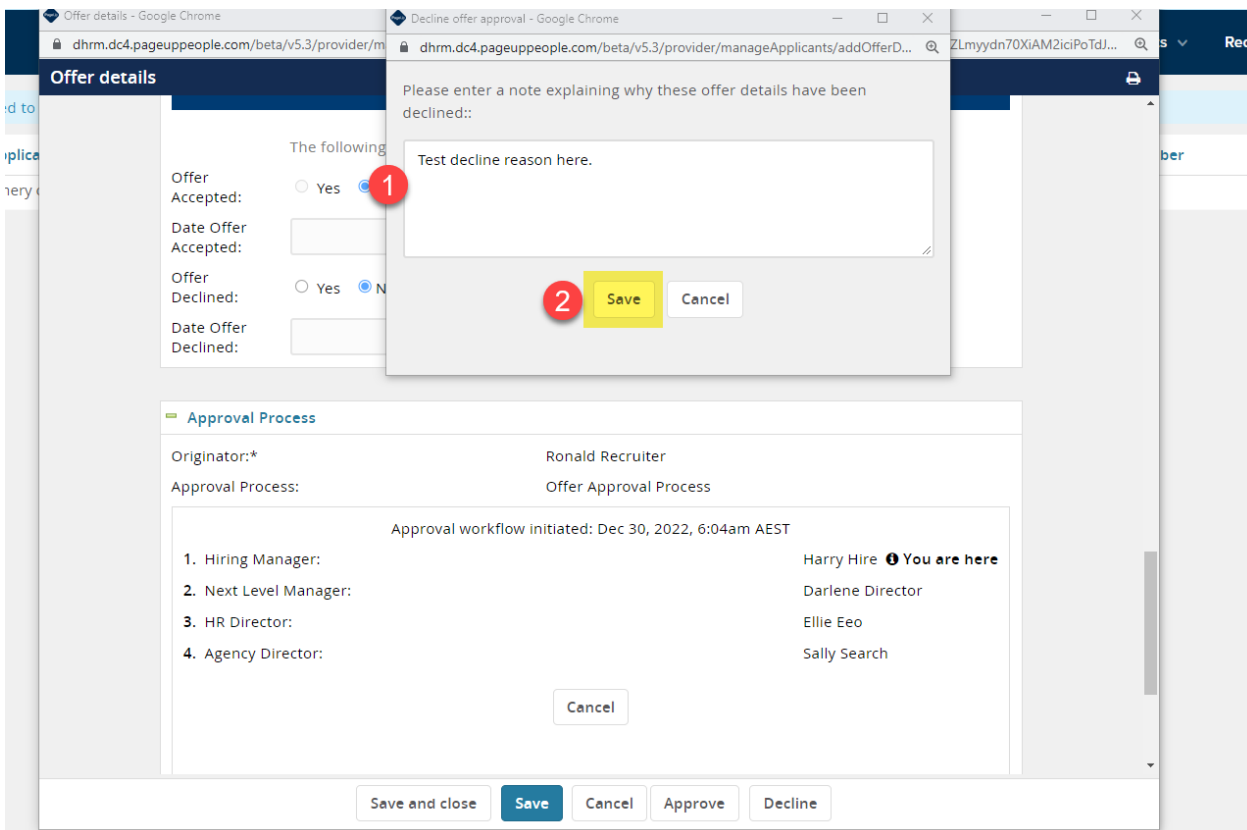 Offer details - Google Chrome
Decline offer approval - Google Chrome
dhrm.dc4.pageuppeople.com/beta/v5.3/provider/m
dhrm.dc4.pageuppeople.com/beta/v5.3/provider/manageApplicants/addOfferD...
ZLmyydn70XiAM2iciPoTdJ...
s
Rec
Offer details
Please enter a note explaining why these offer details have been
declined::
ed to
The following
Test decline reason here.
plica
ber
nery
Offer
Accepted:
Yes
1
Date Offer
Accepted:
Offer
Declined:
Yes
N
2
Save
Cancel
Date Offer
Declined:
Approval Process
Originator:*
Ronald Recruiter
Approval Process:
Offer Approval Process
Approval workflow initiated: Dec 30, 2022, 6:04am AEST
1. Hiring Manager:
Harry Hire You are here
2. Next Level Manager:
Darlene Director
3. HR Director:
Ellie Eeo
4. Agency Director:
Sally Search
Cancel
Save and close
Save
Cancel
Approve
Decline